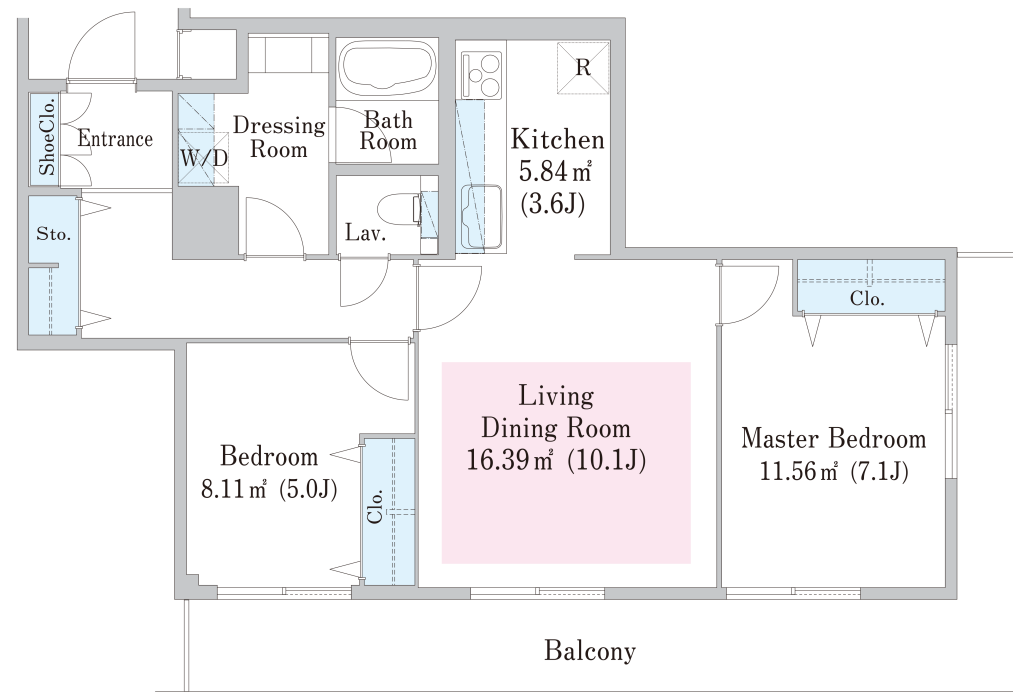 ShoeClo.
Entrance
W/D
Dressing
Room
Bath
Room
R
Kitchen
5.84㎡
(3.6J)
Sto.
Lav.
Clo.
Living
Dining Room
16.39㎡ (10.1J)
Master Bedroom
11.56㎡ (7.1J)
Bedroom
8.11㎡ (5.0J)
Clo.
Balcony